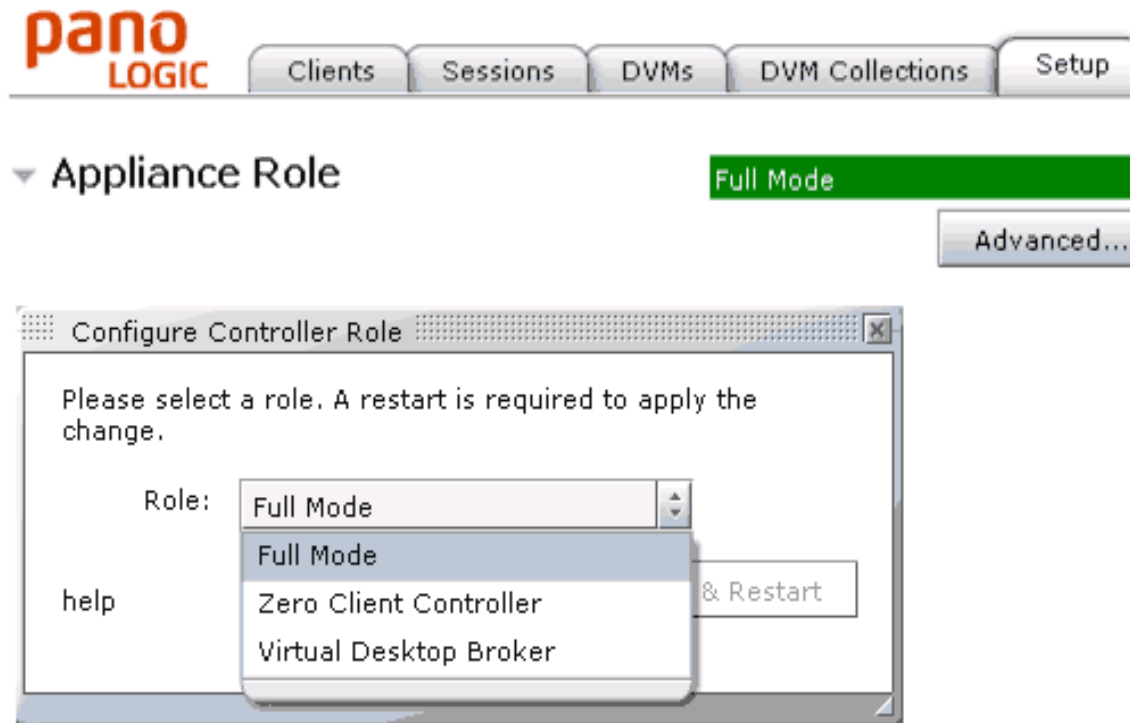 pano
LOGIC
Clients Sessions DVMs DVM Collections Setup
Appliance Role
Full Mode
Advanced...
Configure Controller Role
Please select a role. A restart is required to apply the
change.
Role: Full Mode
Full Mode
Zero Client Controller
Virtual Desktop Broker
help
& Restart